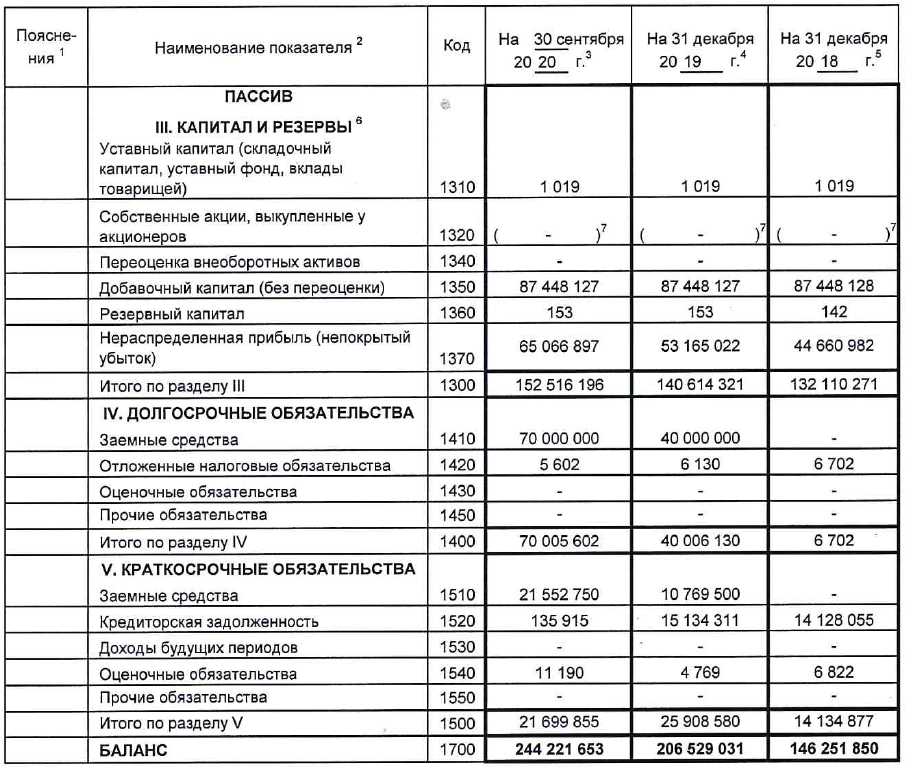 Поясне- ния 1 Наименование показателя 2 Код На 30 сентября 20 20 г.3 На 31 декабря 20 19 г.4 На 31 декабря 20 18 г.5
ПАССИВ
III. КАПИТАЛ И РЕЗЕРВЫ 6
Уставный капитал (складочный
капитал, уставный фонд, вклады
товарищей) 1310 1 019 1 019 1 019
Собственные акции, выкупленные у
акционеров 1320 ( - )7 ( - )7 ( - )7
Переоценка внеоборотных активов 1340 - - -
Добавочный капитал (без переоценки) 1350 87 448 127 87 448 127 87 448 128
Резервный капитал 1360 153 153 142
Нераспределенная прибыль (непокрытый
убыток) 1370 65 066 897 53 165 022 44 660 982
Итого по разделу III 1300 152 516 196 140 614 321 132 110 271
IV. ДОЛГОСРОЧНЫЕ ОБЯЗАТЕЛЬСТВА
Заемные средства 1410 70 000 000 40 000 000 -
Отложенные налоговые обязательства 1420 5 602 6 130 6 702
Оценочные обязательства 1430 - - -
Прочие обязательства 1450 - - -
Итого по разделу IV 1400 70 005 602 40 006 130 6 702
V. КРАТКОСРОЧНЫЕ ОБЯЗАТЕЛЬСТВА
Заемные средства 1510 21 552 750 10 769 500 -
Кредиторская задолженность 1520 135 915 15 134 311 14 128 055
Доходы будущих периодов 1530 - - -
Оценочные обязательства 1540 11 190 4 769 6 822
Прочие обязательства 1550 - - -
Итого по разделу V 1500 21 699 855 25 908 580 14 134 877
БАЛАНС 1700 244 221 653 206 529 031 146 251 850